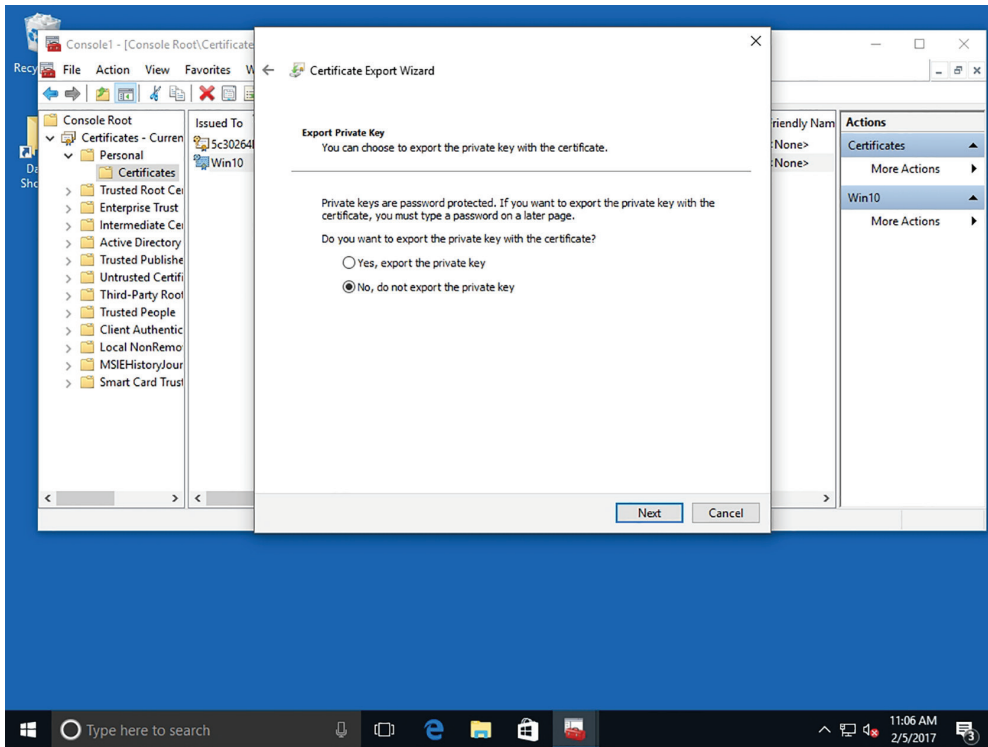 Console1 - [Console Root\Certificate
File Action View Favorites W
Recy
Da
Sho
Console Root
Certificates - Curren
Personal
Certificates
Trusted Root Cer
Enterprise Trust
Intermediate Cer
Active Directory
Trusted Publishe
Untrusted Certifi
Third-Party Root
Trusted People
Client Authentic
Local NonRemo
MSIEHistoryJour
Smart Card Trust
Issued To
5c30264
Win10
Certificate Export Wizard
Export Private Key
You can choose to export the private key with the certificate.
Private keys are password protected. If you want to export the private key with the
certificate, you must type a password on a later page.
Do you want to export the private key with the certificate?
Yes, export the private key
No, do not export the private key
Next Cancel
riendly Nam
None>
None>
Actions
Certificates
More Actions
Win10
More Actions
Type here to search
11:06 AM
2/5/2017
3